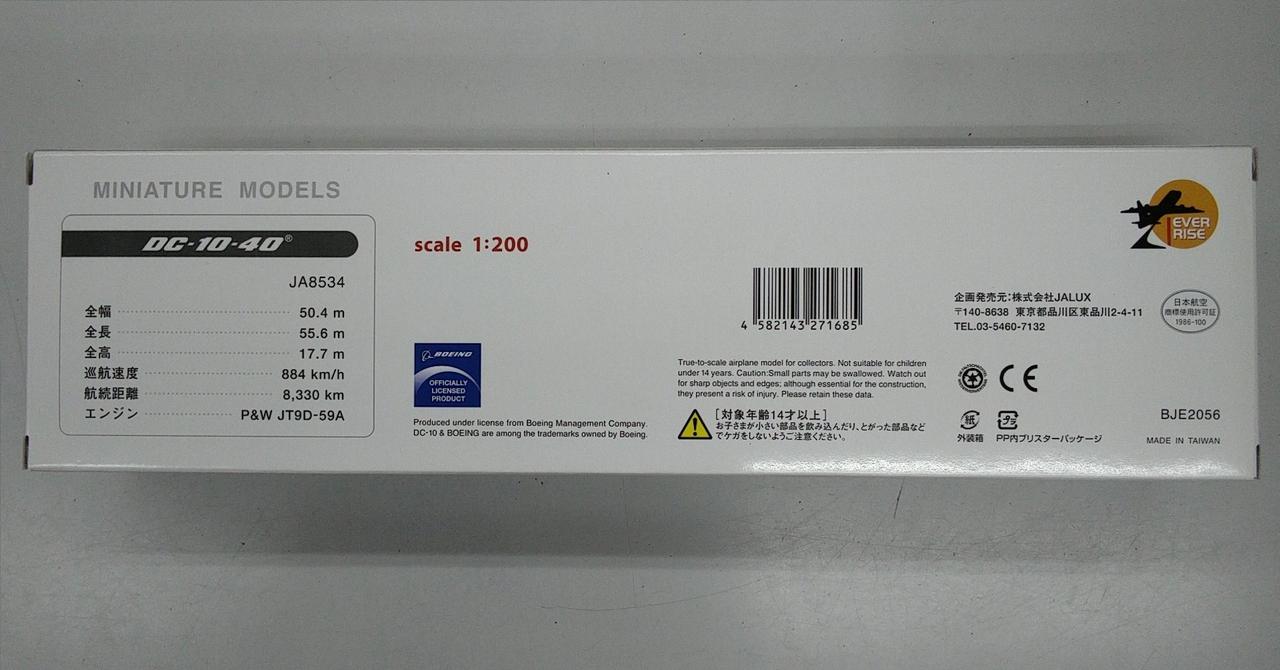 MINIATURE MODELS
DC-10-40®
JA8534
全幅 50.4 m
全長 55.6 m
全高 17.7 m
巡航速度 884 km/h
航続距離 8,330 km
エンジン P&W JT9D-59A
scale 1:200
BOEING
OFFICIALLY
LICENSED
PRODUCT
Produced under license from Boeing Management Company.
DC-10 & BOEING are among the trademarks owned by Boeing.
4 582143 271685
True-to-scale airplane model for collectors. Not suitable for children
under 14 years. Caution:Small parts may be swallowed. Watch out
for sharp objects and edges; although essential for the construction,
they present a risk of injury. Please retain these data.
[対象年齢14才以上]
お子さまが小さい部品を飲み込んだり、とがった部品など
でケガをしないようご注意ください。
EVER
RISE
企画発売元:株式会社JALUX
〒140-8638 東京都品川区東品川2-4-11
TEL.03-5460-7132
日本航空
商標使用許可証
1986-100
CE
紙
外装箱
プラ
PP内ブリスターパッケージ
BJE2056
MADE IN TAIWAN